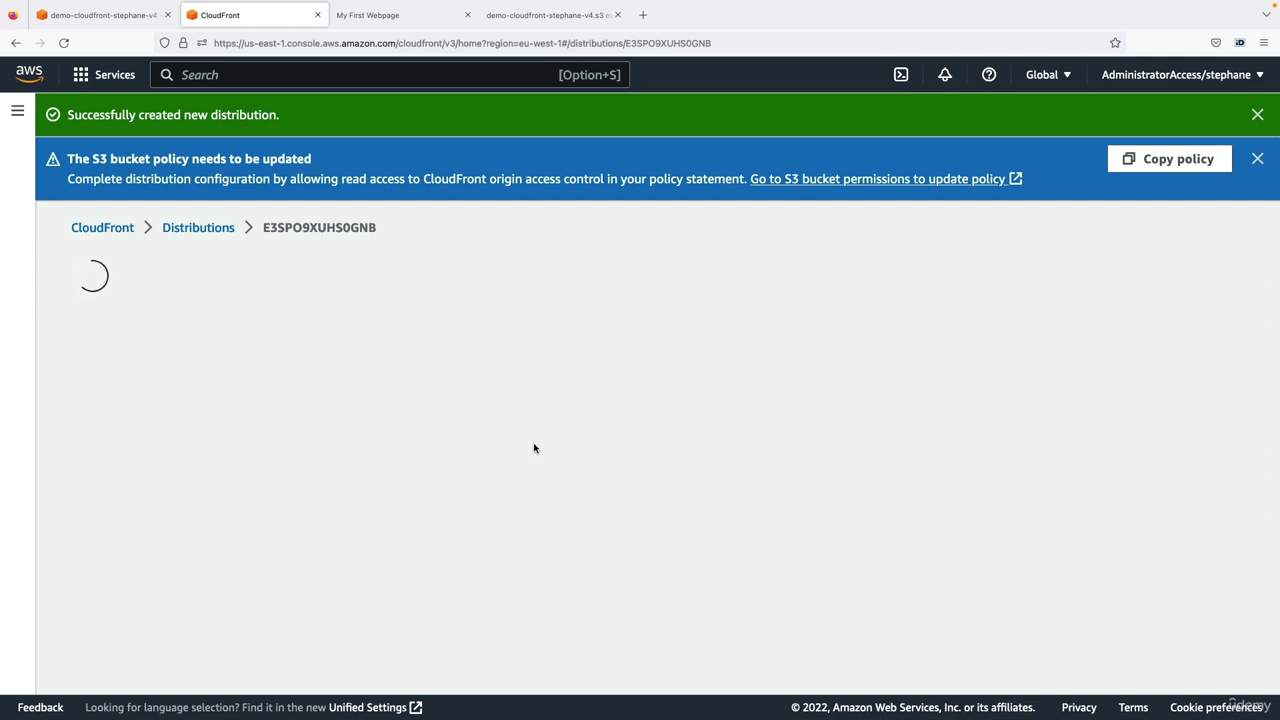 demo-cloudfront-stephane-v4
CloudFront
My First Webpage
demo-cloudfront-stephane-v4.s3.eu
https://us-east-1.console.aws.amazon.com/cloudfront/v3/home?region=eu-west-1#/distributions/E3SPO9XUHS0GNB
aws
Services
Search
[Option+S]
Global
AdministratorAccess/stephane
Successfully created new distribution.
The S3 bucket policy needs to be updated
Complete distribution configuration by allowing read access to CloudFront origin access control in your policy statement. Go to S3 bucket permissions to update policy
Copy policy
CloudFront
Distributions
E3SPO9XUHS0GNB
Feedback
Looking for language selection? Find it in the new Unified Settings
© 2022, Amazon Web Services, Inc. or its affiliates.
Privacy
Terms
Cookie preferences
udemy